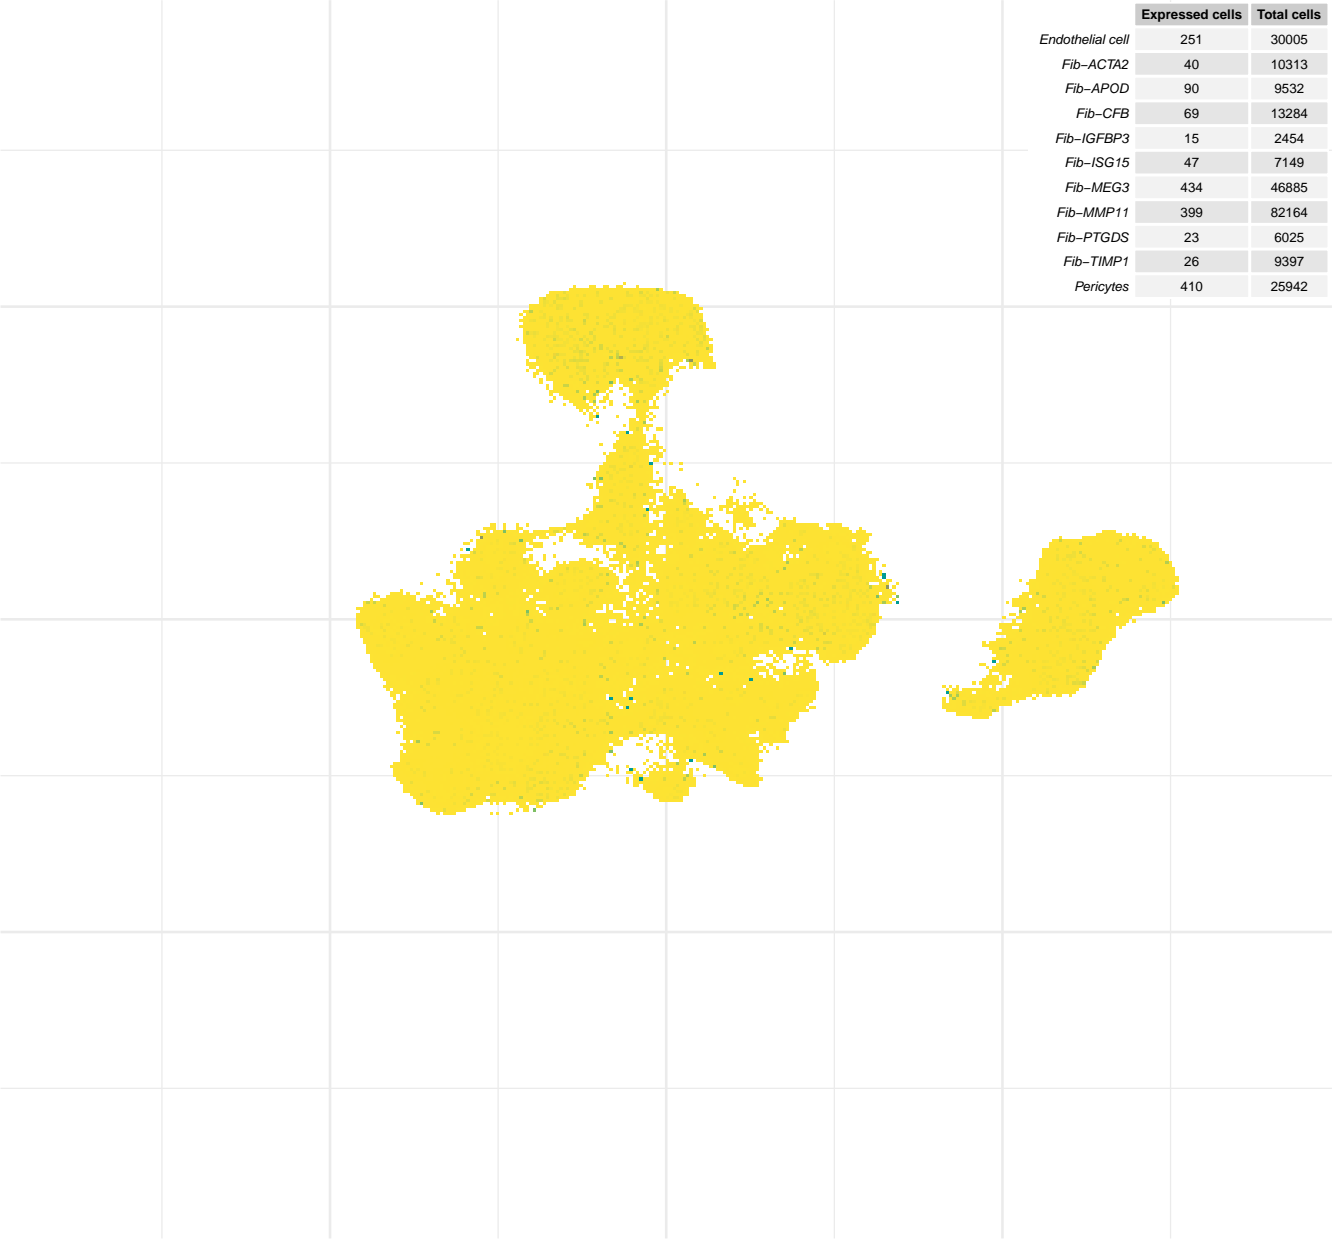 Expressed cells Total cells
Endothelial cell 251 30005
Fib−ACTA2 40 10313
Fib−APOD 90 9532
Fib−CFB 69 13284
Fib−IGFBP3 15 2454
Fib−ISG15 47 7149
Fib−MEG3 434 46885
Fib−MMP11 399 82164
Fib−PTGDS 23 6025
Fib−TIMP1 26 9397
Pericytes 410 25942